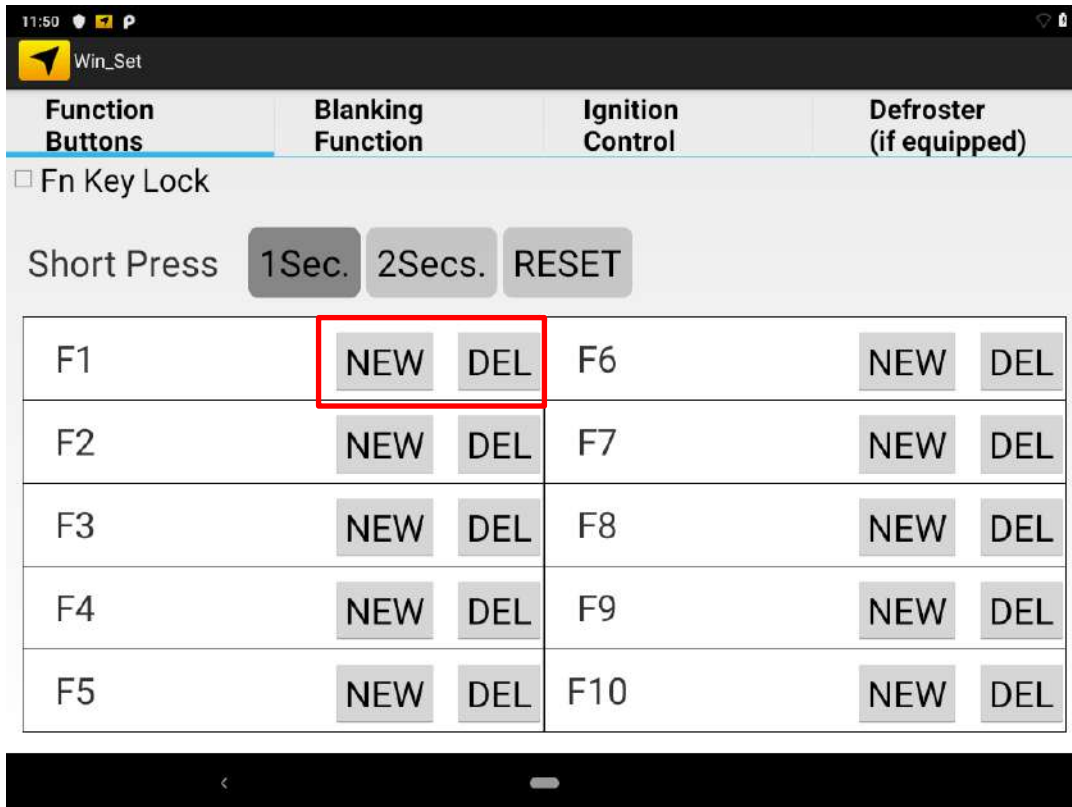 11:50
Win_Set
Function Buttons Blanking Function Ignition Control Defroster (if equipped)
Fn Key Lock
Short Press 1Sec. 2Secs. RESET
F1 NEW DEL F6 NEW DEL
F2 NEW DEL F7 NEW DEL
F3 NEW DEL F8 NEW DEL
F4 NEW DEL F9 NEW DEL
F5 NEW DEL F10 NEW DEL